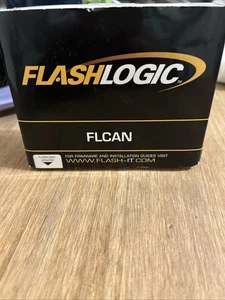 FLASHLOGIC.
FLCAN
FOR FIRMWARE AND INSTALLATION GUIDES VISIT
WWW.FLASH-IT.COM